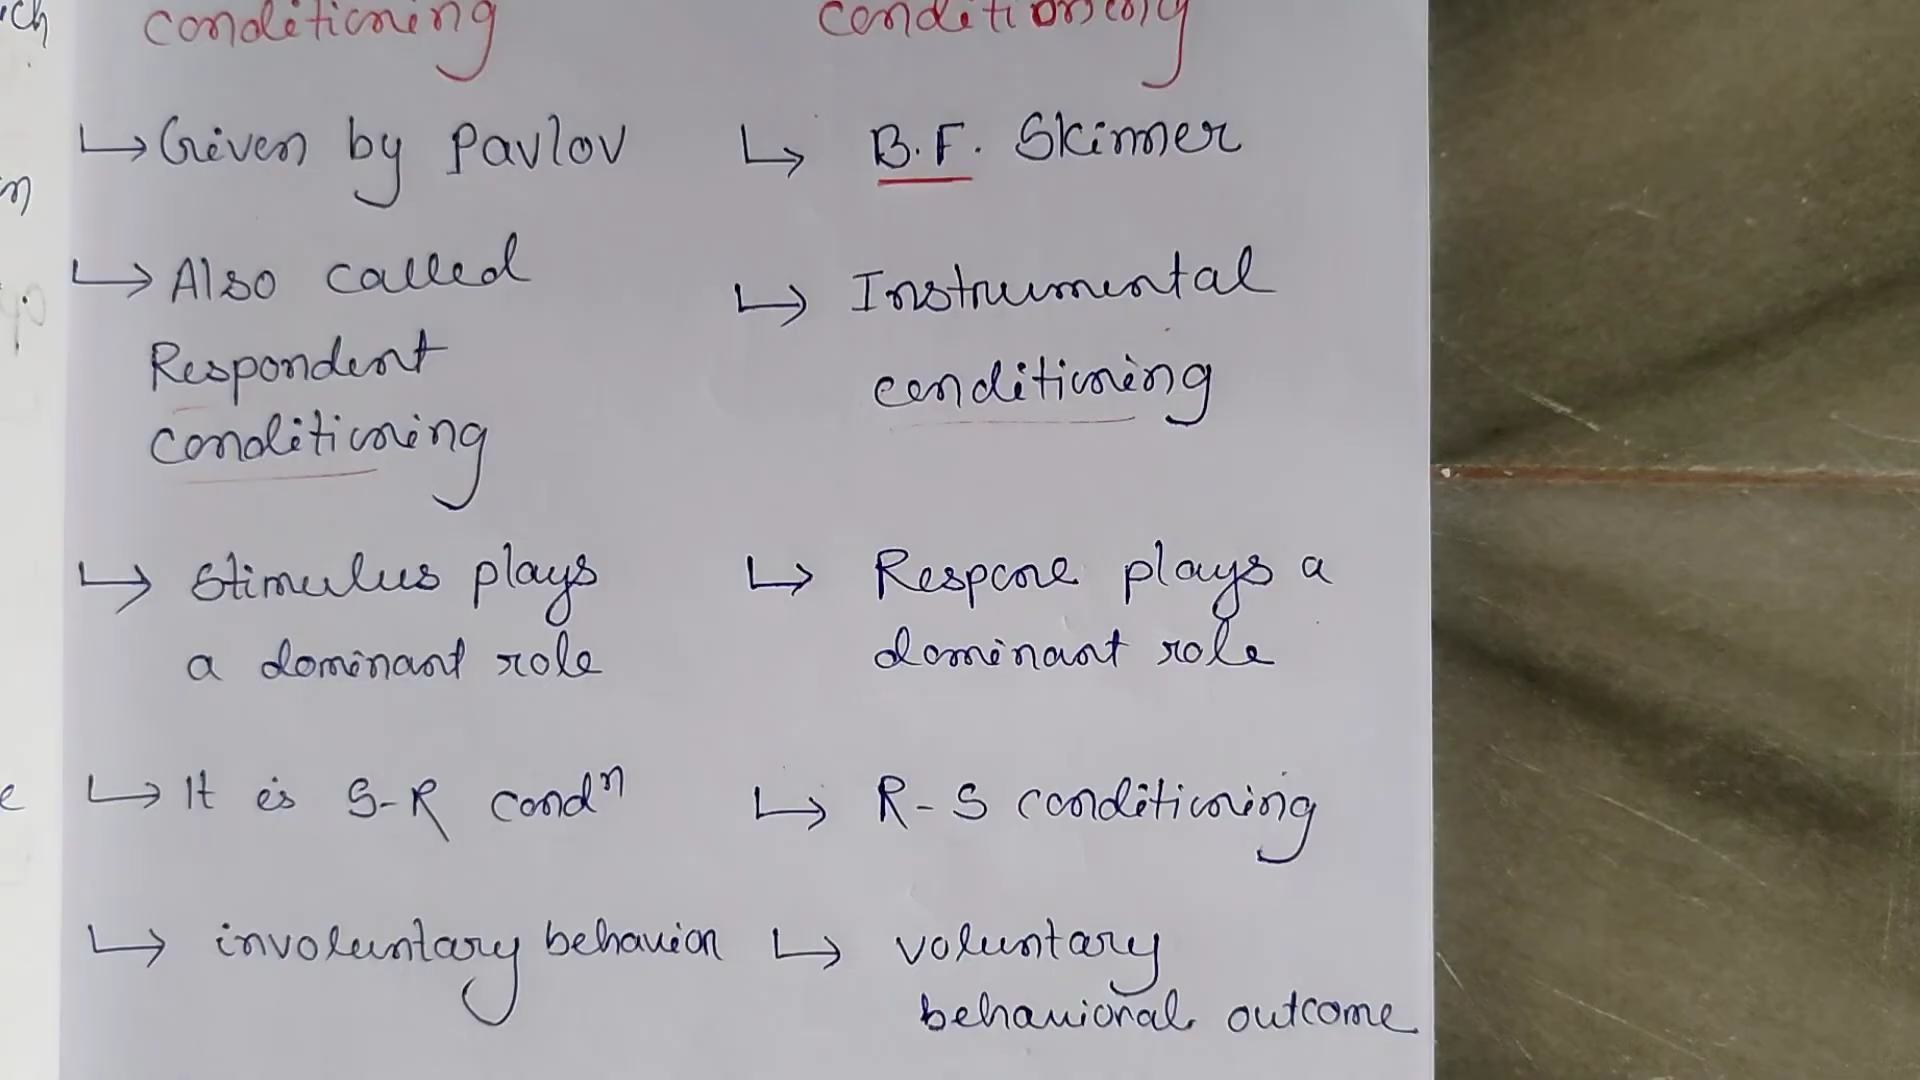 conditioning
Given by Pavlov
Also called
Respondent
conditioning
Stimulus plays
a dominant role
It is S-R condⁿ
involuntary behavior
conditioning
B.F. Skinner
Instrumental
conditioning
Respone plays a
dominant role
R-S conditioning
voluntary
behavioral outcome